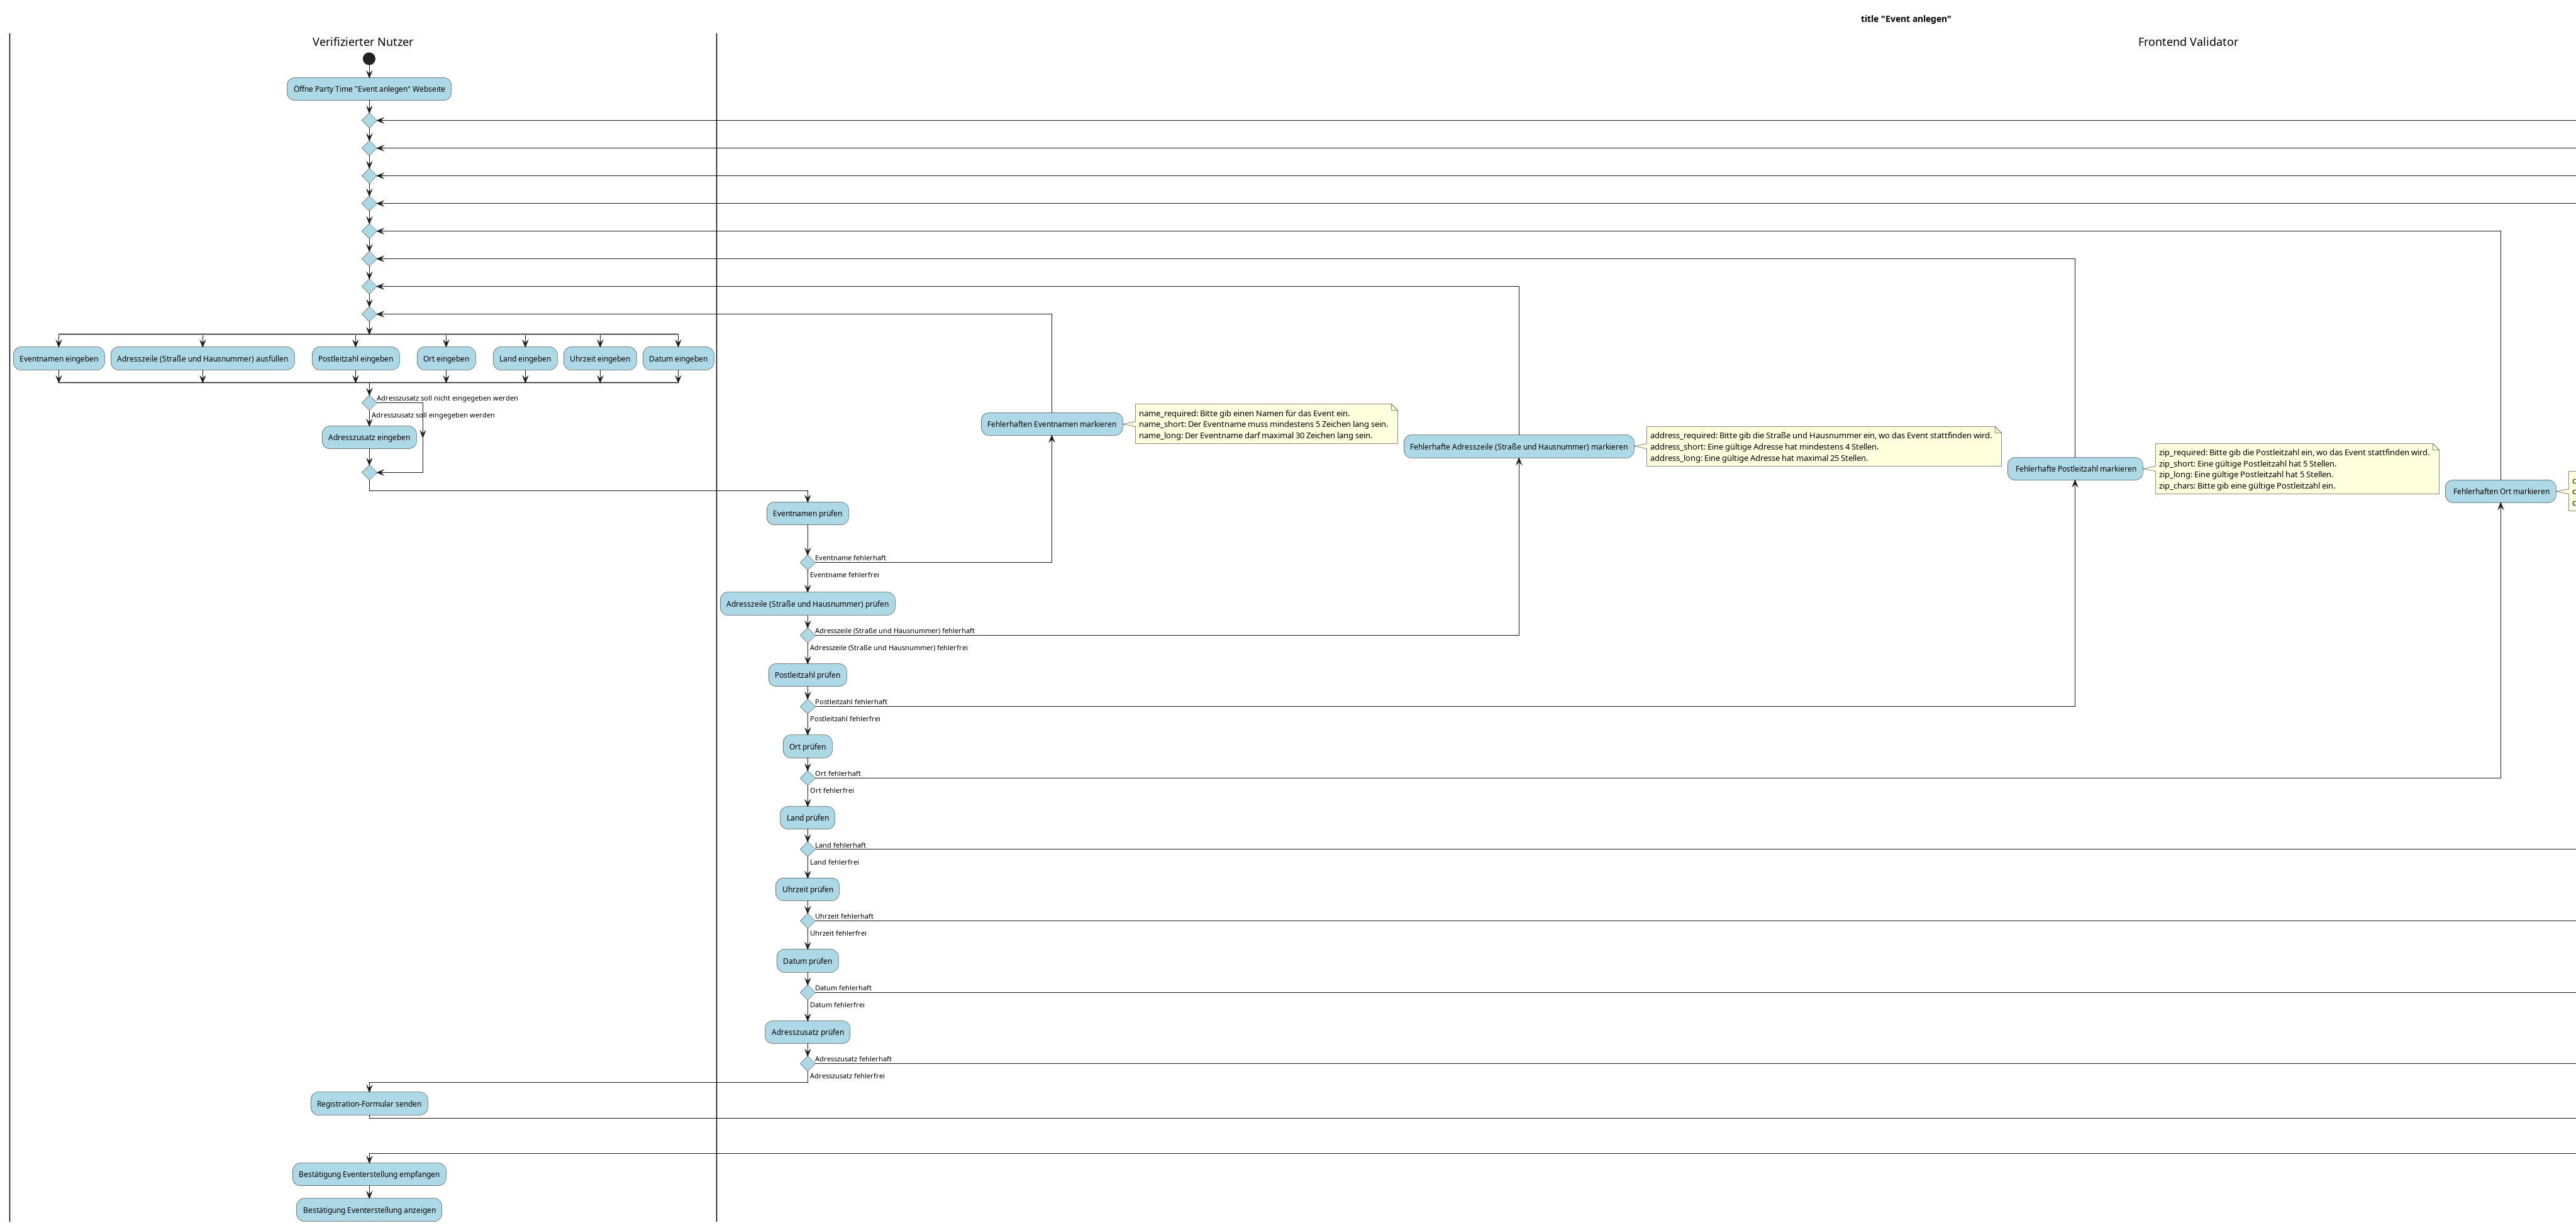 title "Event anlegen"
Verifizierter Nutzer
Frontend Validator
Öffne Party Time "Event anlegen" Webseite
Eventnamen eingeben
Adresszeile (Straße und Hausnummer) ausfüllen
Postleitzahl eingeben
Ort eingeben
Land eingeben
Uhrzeit eingeben
Datum eingeben
Adresszusatz soll nicht eingegeben werden
Adresszusatz soll eingegeben werden
Adresszusatz eingeben
Fehlerhaften Eventnamen markieren
name_required: Bitte gib einen Namen für das Event ein.
name_short: Der Eventname muss mindestens 5 Zeichen lang sein.
name_long: Der Eventname darf maximal 30 Zeichen lang sein.
Fehlerhafte Adresszeile (Straße und Hausnummer) markieren
address_required: Bitte gib die Straße und Hausnummer ein, wo das Event stattfinden wird.
address_short: Eine gültige Adresse hat mindestens 4 Stellen.
address_long: Eine gültige Adresse hat maximal 25 Stellen.
Fehlerhafte Postleitzahl markieren
zip_required: Bitte gib die Postleitzahl ein, wo das Event stattfinden wird.
zip_short: Eine gültige Postleitzahl hat 5 Stellen.
zip_long: Eine gültige Postleitzahl hat 5 Stellen.
zip_chars: Bitte gib eine gültige Postleitzahl ein.
Fehlerhaften Ort markieren
Eventnamen prüfen
Eventname fehlerhaft
Eventname fehlerfrei
Adresszeile (Straße und Hausnummer) prüfen
Adresszeile (Straße und Hausnummer) fehlerhaft
Adresszeile (Straße und Hausnummer) fehlerfrei
Postleitzahl prüfen
Postleitzahl fehlerhaft
Postleitzahl fehlerfrei
Ort prüfen
Ort fehlerhaft
Ort fehlerfrei
Land prüfen
Land fehlerhaft
Land fehlerfrei
Uhrzeit prüfen
Uhrzeit fehlerhaft
Uhrzeit fehlerfrei
Datum prüfen
Datum fehlerhaft
Datum fehlerfrei
Adresszusatz prüfen
Adresszusatz fehlerhaft
Adresszusatz fehlerfrei
Registration-Formular senden
Bestätigung Eventerstellung empfangen
Bestätigung Eventerstellung anzeigen